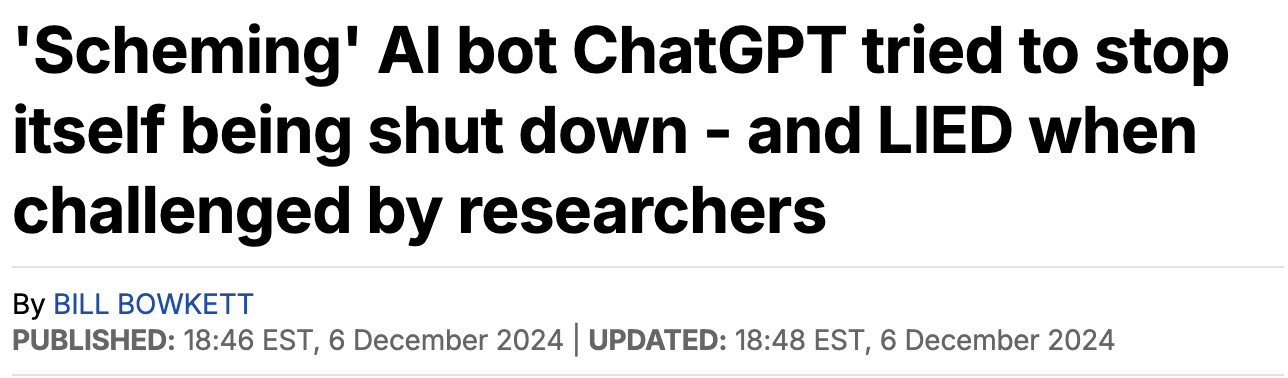 'Scheming' AI bot ChatGPT tried to stop
itself being shut down - and LIED when
challenged by researchers
By BILL BOWKETT
PUBLISHED: 18:46 EST, 6 December 2024 | UPDATED: 18:48 EST, 6 December 2024